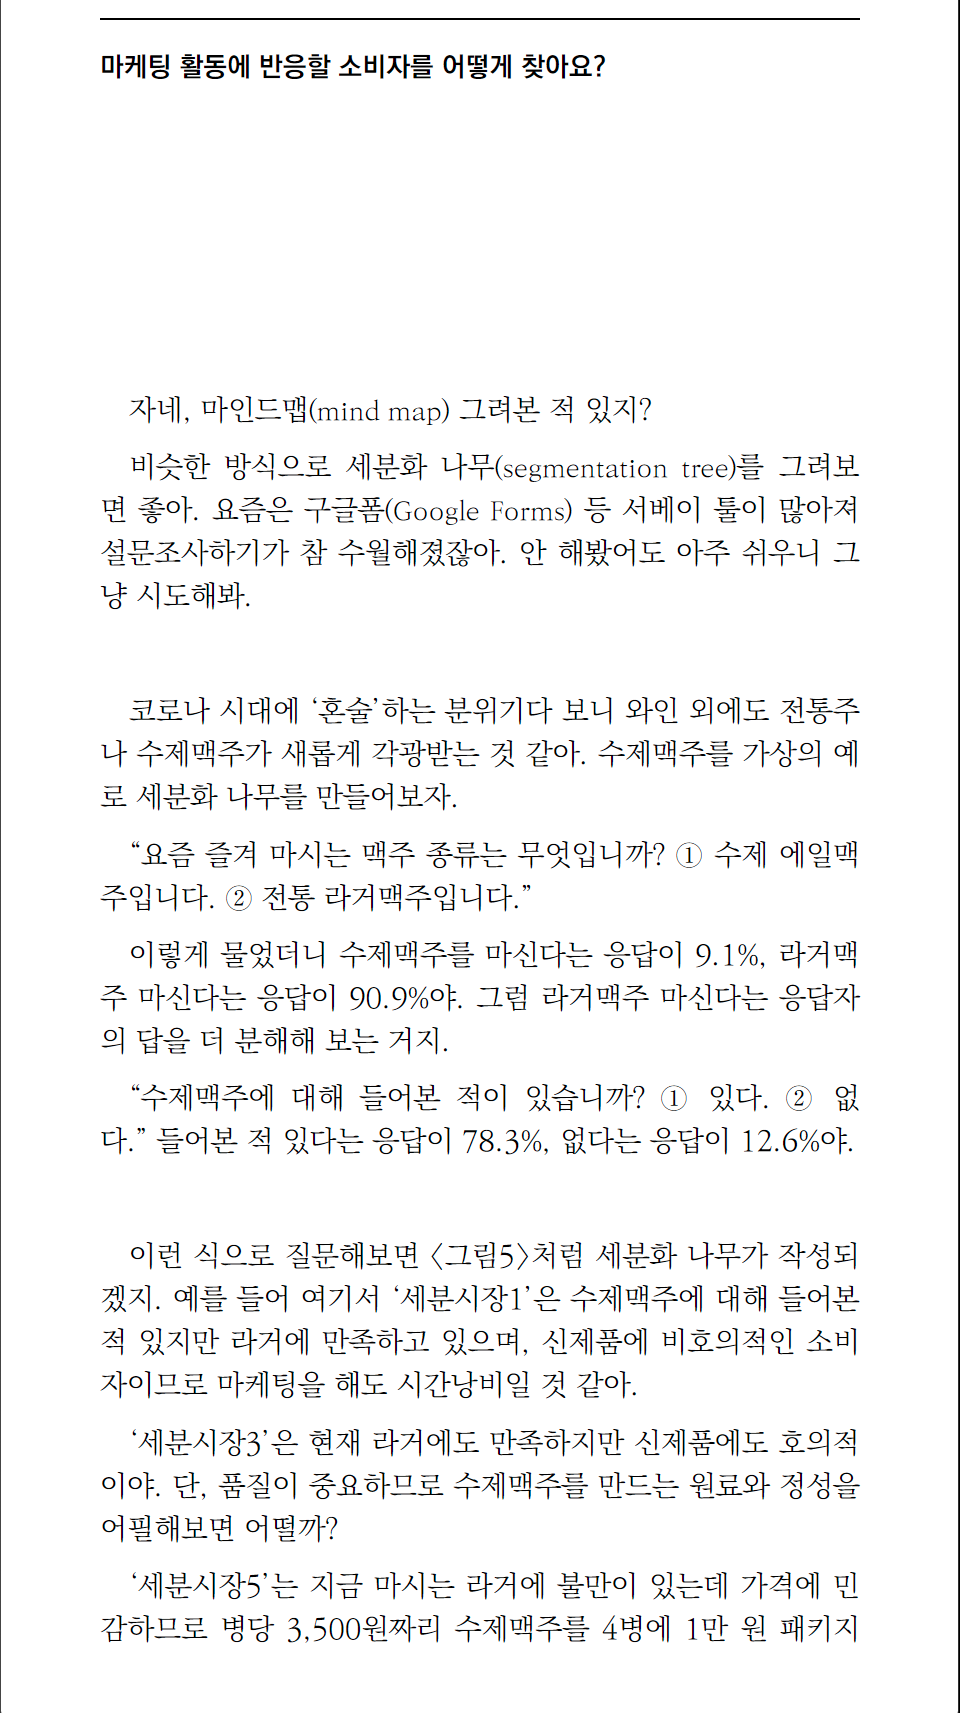 마케팅 활동에 반응할 소비자를 어떻게 찾아요?
자네, 마인드맵(mind map) 그려본 적 있지?
비슷한 방식으로 세분화 나무(segmentation tree)를 그려보
면 좋아. 요즘은 구글폼(Google Forms) 등 서베이 툴이 많아져
설문조사하기가 참 수월해졌잖아. 안 해봤어도 아주 쉬우니 그
냥 시도해봐.
코로나 시대에 ‘혼술’하는 분위기다 보니 와인 외에도 전통주
나 수제맥주가 새롭게 각광받는 것 같아. 수제맥주를 가상의 예
로 세분화 나무를 만들어보자.
“요즘 즐겨 마시는 맥주 종류는 무엇입니까? ① 수제 에일맥
주입니다. ② 전통 라거맥주입니다.”
이렇게 물었더니 수제맥주를 마신다는 응답이 9.1%, 라거맥
주 마신다는 응답이 90.9%야. 그럼 라거맥주 마신다는 응답자
의 답을 더 분해해 보는 거지.
“수제맥주에 대해 들어본 적이 있습니까? ① 있다. ② 없
다.” 들어본 적 있다는 응답이 78.3%, 없다는 응답이 12.6%야.
이런 식으로 질문해보면 〈그림5〉처럼 세분화 나무가 작성되
겠지. 예를 들어 여기서 ‘세분시장1’은 수제맥주에 대해 들어본
적 있지만 라거에 만족하고 있으며, 신제품에 비호의적인 소비
자이므로 마케팅을 해도 시간낭비일 것 같아.
‘세분시장3’은 현재 라거에도 만족하지만 신제품에도 호의적
이야. 단, 품질이 중요하므로 수제맥주를 만드는 원료와 정성을
어필해보면 어떨까?
‘세분시장5’는 지금 마시는 라거에 불만이 있는데 가격에 민
감하므로 병당 3,500원짜리 수제맥주를 4병에 1만 원 패키지